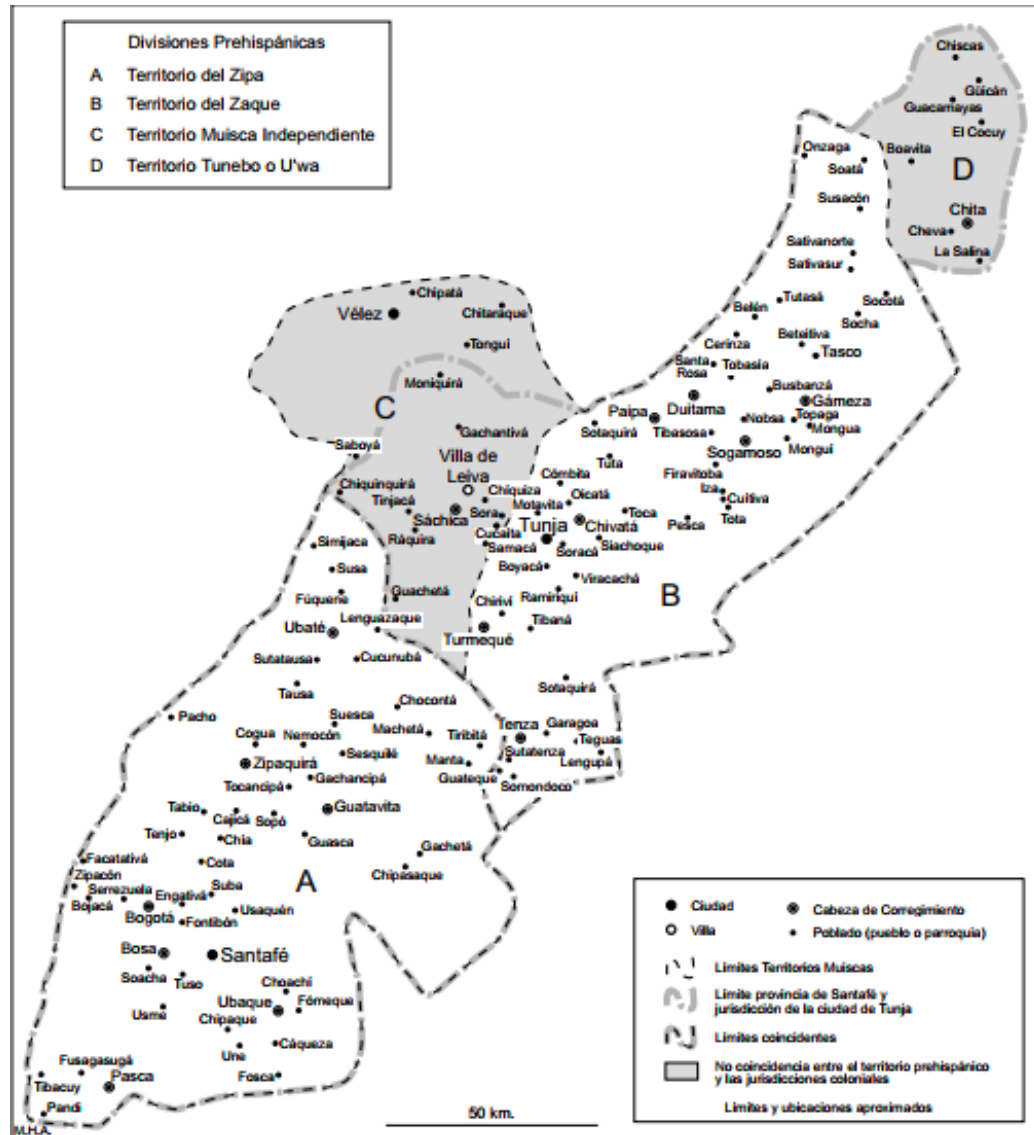 Divisiones Prehispánicas
A Territorio del Zipa
B Territorio del Zaque
C Territorio Muisca Independiente
D Territorio Tunebo o U'wa
Chiscas
Güicán
Guacamayas
El Cocuy
Onzaga
Boavita
D
Soatá
Susacón
Chita
Cheva
La Salina
Sativanorte
Sativasur
Chipatá
Vélez
Chitaraque
Tutasá
Socotá
Belén
Socha
Tongui
Cerinza
Beteitiva
Tasco
Santa
Rosa
Tobasía
Moniquirá
Busbanzá
C
Duitama
Gámeza
Paipa
Nobsa
Topaga
Gachantivá
Sotaquirá
Tibasosa
Mongua
Sogamoso
Monguí
Saboyá
Villa de
Leiva
Tuta
Firavitoba
Cómbita
Chiquinquirá
Chiquiza
Oicatá
Iza
Cuitiva
Tinjacá
Motavita
Sora
Toca
Tota
Sáchica
Tunja
Chivatá
Pesca
Cucaita
Ráquira
Samacá
Soracá
Siachoque
Simijaca
Boyacá
Susa
Viracachá
B
Fúquene
Guachetá
Ramiriquí
Chiriví
Lenguazaque
Ubaté
Turmequé
Tibaná
Sutatausa
Cucunubá
Tausa
Sotaquirá
Chocontá
Pacho
Suesca
Machetá
Tiribitá
Tenza
Garagoa
Cogua
Nemocón
Teguas
Sesquilé
Manta
Sutatenza
Lengupá
Zipaquirá
Gachancipá
Guateque
Somondoco
Tocancipá
Guatavita
Tabio
Cajicá
Sopó
Tenjo
Chia
Guasca
Gachetá
Facatativá
Cota
Chipasaque
Zipacón
A
Serrezuela
Engativá
Suba
Bojacá
Bogotá
Usaquén
Fontibón
Bosa
Santafé
Soacha
Tuso
Choachí
Usme
Ubaque
Fómeque
Chipaque
Une
Cáqueza
Fusagasugá
Fosca
Tibacuy
Pasca
Pandi
M.H.A.
50 km.
Ciudad
Cabeza de Corregimiento
Villa
Poblado (pueblo o parroquia)
Limites Territorios Muiscas
Limite provincia de Santafé y
jurisdicción de la ciudad de Tunja
Limites coincidentes
No coincidencia entre el territorio prehispánico
y las jurisdicciones coloniales
Limites y ubicaciones aproximados